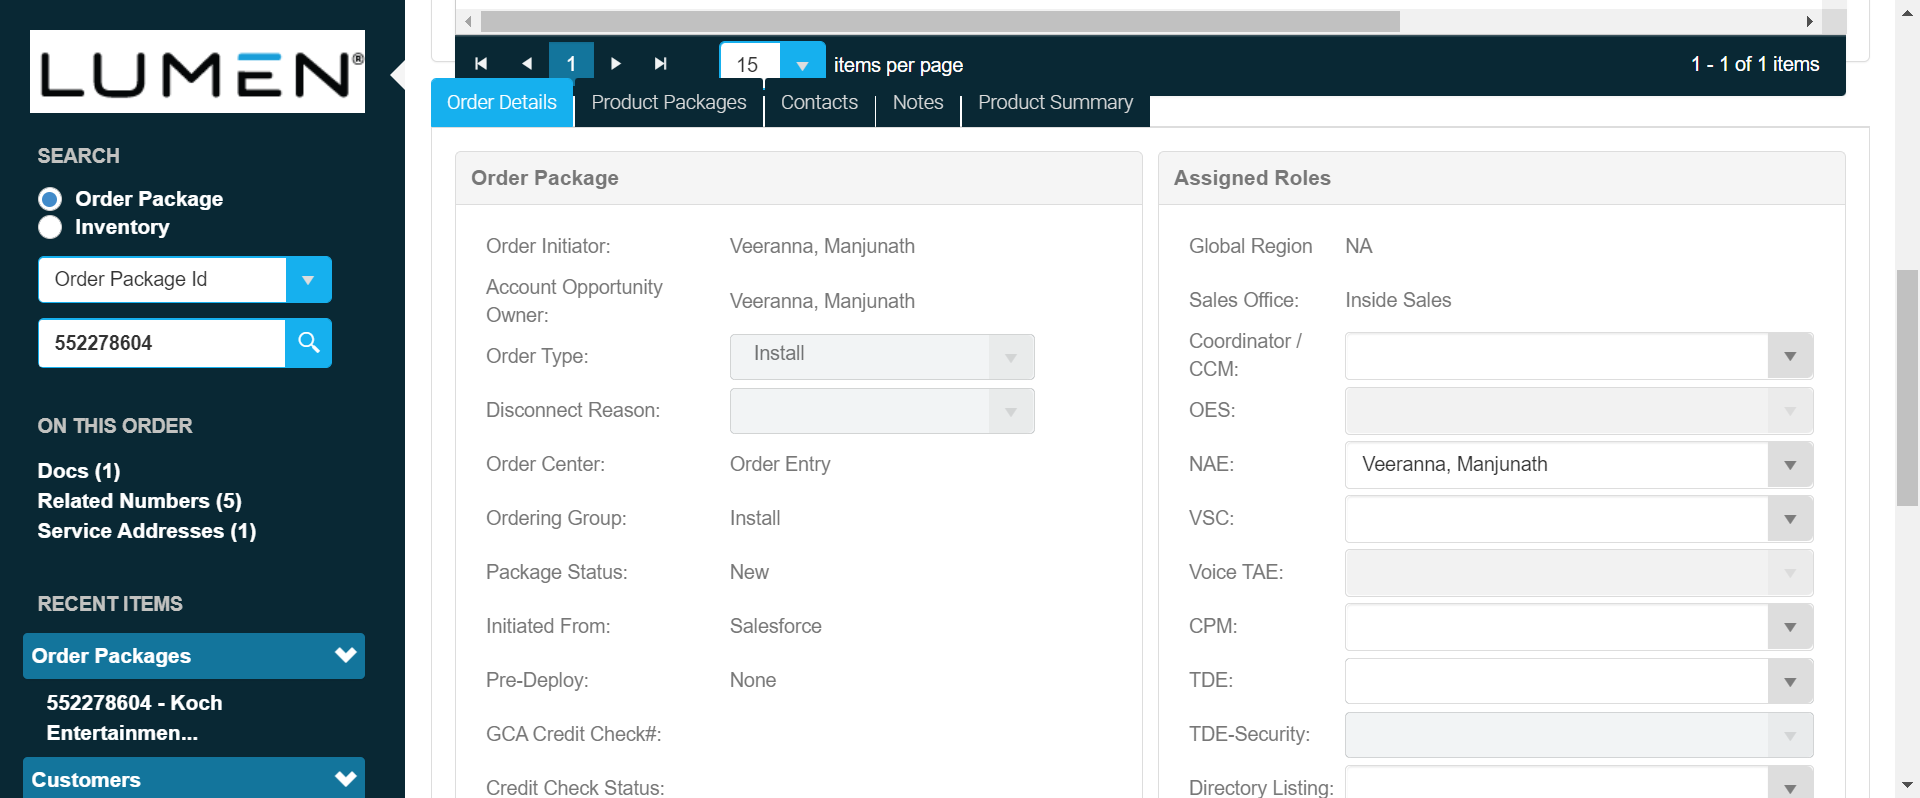 LUMEN®
SEARCH
Order Package
Inventory
Order Package Id
552278604
ON THIS ORDER
Docs (1)
Related Numbers (5)
Service Addresses (1)
RECENT ITEMS
Order Packages
552278604 - Koch
Entertainmen...
Customers
1
15
items per page
1 - 1 of 1 items
Order Details
Product Packages
Contacts
Notes
Product Summary
Order Package
Order Initiator:
Veeranna, Manjunath
Account Opportunity
Owner:
Veeranna, Manjunath
Order Type:
Install
Disconnect Reason:
Order Center:
Order Entry
Ordering Group:
Install
Package Status:
New
Initiated From:
Salesforce
Pre-Deploy:
None
GCA Credit Check#:
Credit Check Status:
Assigned Roles
Global Region
NA
Sales Office:
Inside Sales
Coordinator /
CCM:
OES:
NAE:
Veeranna, Manjunath
VSC:
Voice TAE:
CPM:
TDE:
TDE-Security:
Directory Listing: